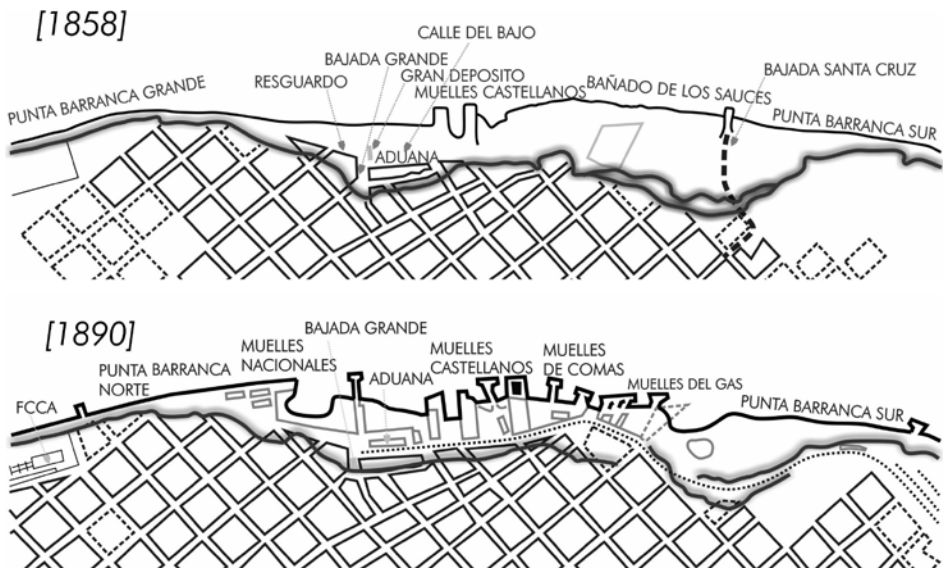 [1858]
CALLE DEL BAJO
BAJADA GRANDE
RESGUARDO
GRAN DEPOSITO
MUELLES CASTELLANOS
BAÑADO DE LOS SAUCES
BAJADA SANTA CRUZ
PUNTA BARRANCA GRANDE
PUNTA BARRANCA SUR
ADUANA
[1890]
BAJADA GRANDE
MUELLES
NACIONALES
PUNTA BARRANCA
NORTE
FCCA
ADUANA
MUELLES
CASTELLANOS
MUELLES
DE COMAS
MUELLES DEL GAS
PUNTA BARRANCA SUR